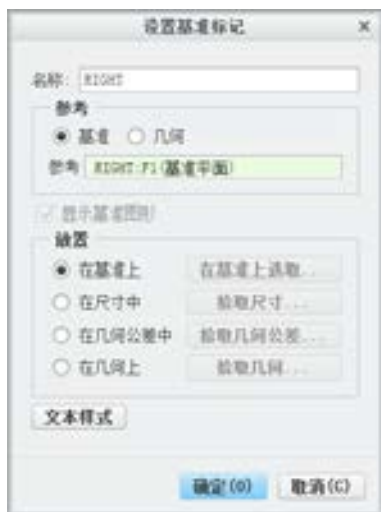 设置基准标记
名称: RIGHT
参考
基准 几何
参考 RIGHT:F1(基准平面)
显示基准图形
放置
在基准上 在基准上选取...
在尺寸中 拾取尺寸...
在几何公差中 拾取几何公差...
在几何上 拾取几何...
文本样式
确定(O) 取消(C)